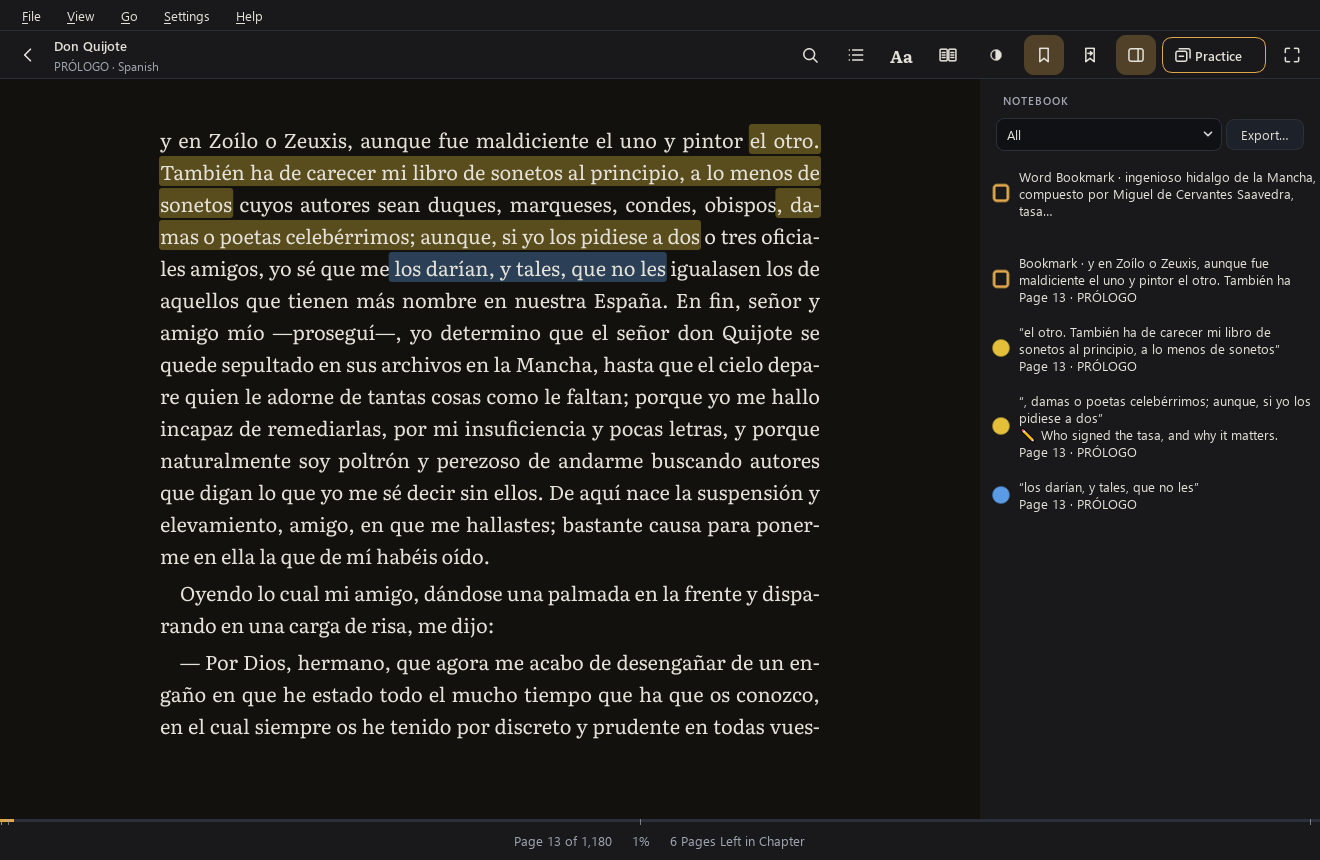 File View Go Settings Help
Don Quijote
PRÓLOGO · Spanish
Aa
Practice
y en Zoílo o Zeuxis, aunque fue maldiciente el uno y pintor el otro.
También ha de carecer mi libro de sonetos al principio, a lo menos de
sonetos cuyos autores sean duques, marqueses, condes, obispos, da-
mas o poetas celebérrimos; aunque, si yo los pidiese a dos o tres oficia-
les amigos, yo sé que me los darían, y tales, que no les igualasen los de
aquellos que tienen más nombre en nuestra España. En fin, señor y
amigo mío —proseguí—, yo determino que el señor don Quijote se
quede sepultado en sus archivos en la Mancha, hasta que el cielo depa-
re quien le adorne de tantas cosas como le faltan; porque yo me hallo
incapaz de remediarlas, por mi insuficiencia y pocas letras, y porque
naturalmente soy poltrón y perezoso de andarme buscando autores
que digan lo que yo me sé decir sin ellos. De aquí nace la suspensión y
elevamiento, amigo, en que me hallastes; bastante causa para poner-
me en ella la que de mí habéis oído.
Oyendo lo cual mi amigo, dándose una palmada en la frente y dispa-
rando en una carga de risa, me dijo:
— Por Dios, hermano, que agora me acabo de desengañar de un en-
gaño en que he estado todo el mucho tiempo que ha que os conozco,
en el cual siempre os he tenido por discreto y prudente en todas vues-
NOTEBOOK
All
Export...
Word Bookmark · ingenioso hidalgo de la Mancha,
compuesto por Miguel de Cervantes Saavedra,
tasa...
Bookmark · y en Zoílo o Zeuxis, aunque fue
maldiciente el uno y pintor el otro. También ha
Page 13 · PRÓLOGO
“el otro. También ha de carecer mi libro de
sonetos al principio, a lo menos de sonetos”
Page 13 · PRÓLOGO
“, damas o poetas celebérrimos; aunque, si yo los
pidiese a dos”
Who signed the tasa, and why it matters.
Page 13 · PRÓLOGO
“los darían, y tales, que no les”
Page 13 · PRÓLOGO
Page 13 of 1,180 1% 6 Pages Left in Chapter